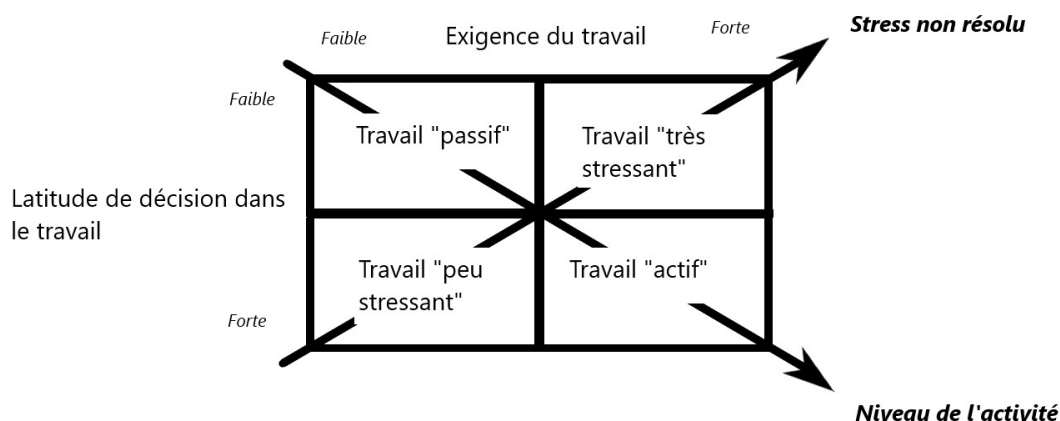 Faible
Exigence du travail
Forte
Stress non résolu
Faible
Travail "passif"
Travail "très
stressant"
Latitude de décision dans
le travail
Travail "peu
stressant"
Travail "actif"
Forte
Niveau de l'activité